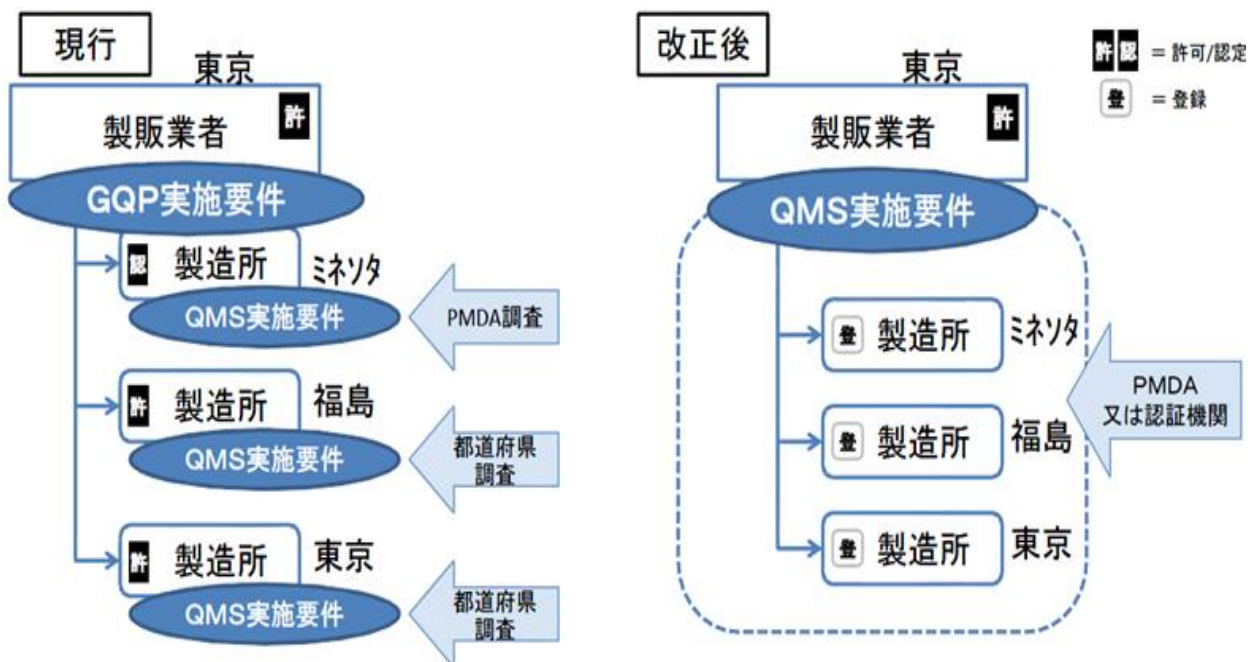 現行
東京
製販業者
許
GQP実施要件
認
製造所
ミネソタ
QMS実施要件
PMDA調査
許
製造所
福島
QMS実施要件
都道府県
調査
許
製造所
東京
QMS実施要件
都道府県
調査
改正後
東京
製販業者
許
QMS実施要件
登
製造所
ミネソタ
登
製造所
福島
登
製造所
東京
PMDA
又は認証機関
許 認 = 許可/認定
登 = 登録